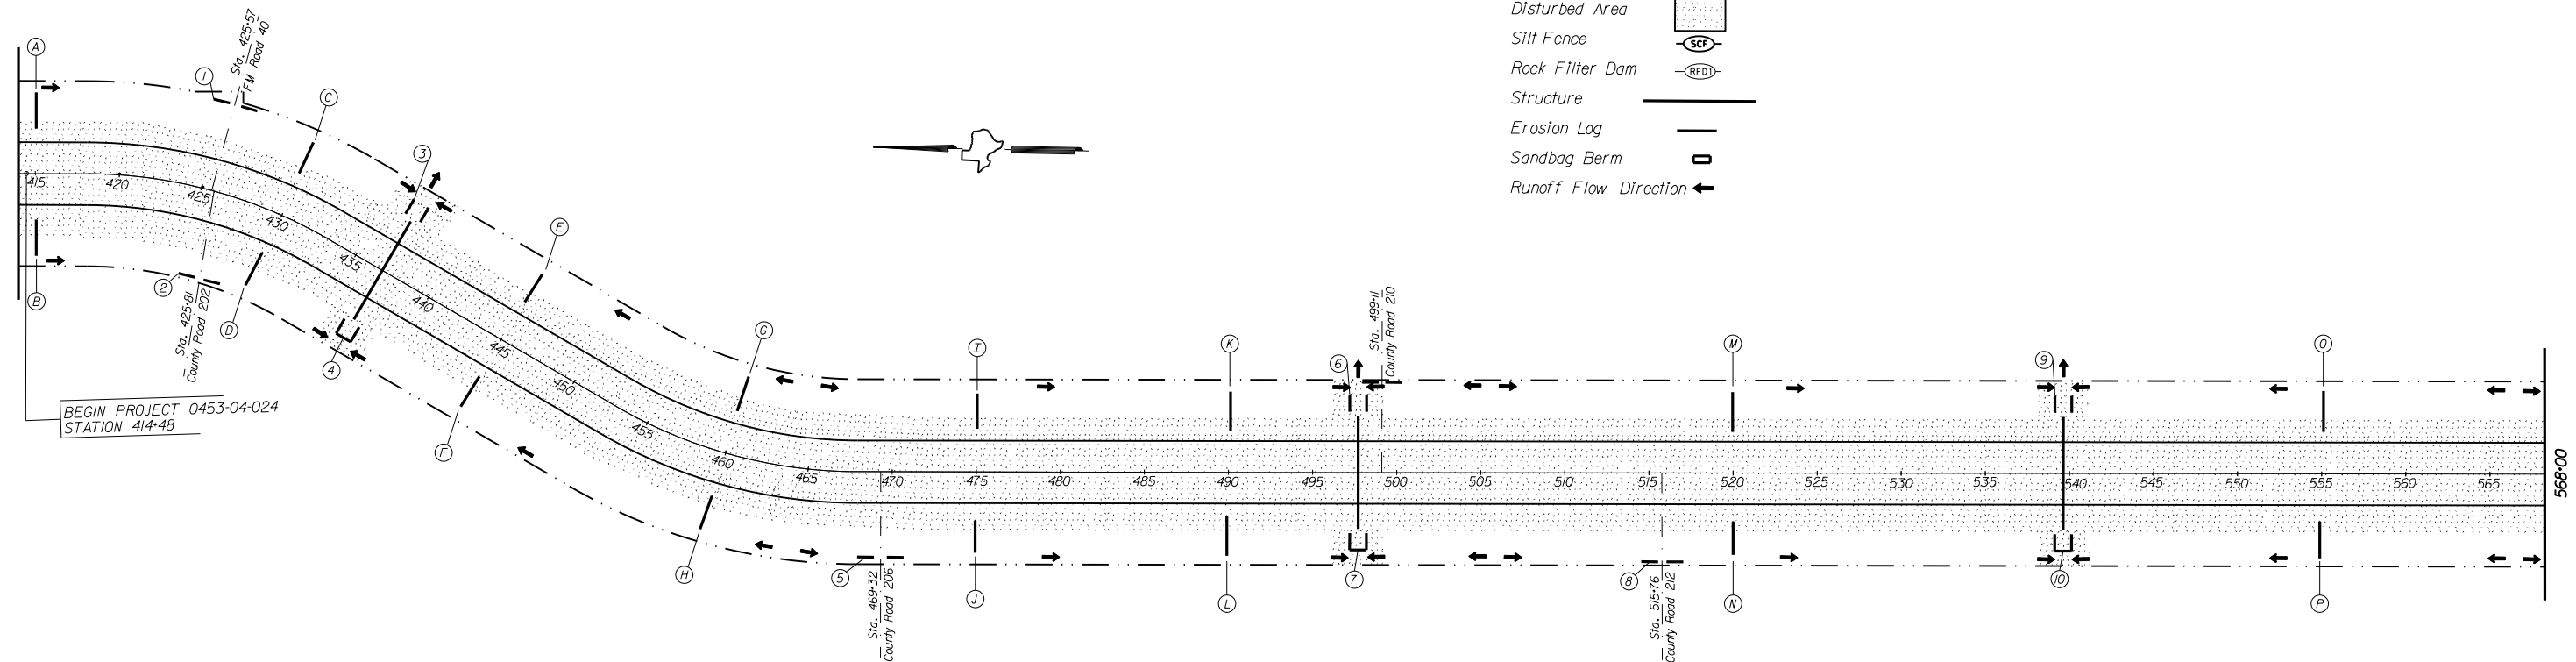 Disturbed Area
Silt Fence
SCF
Rock Filter Dam
RFD1
Structure
Erosion Log
Sandbag Berm
Runoff Flow Direction
A
1
Sta. 425+57
FM Road 40
C
3
E
G
I
K
6
Sta. 499+11
County Road 210
M
9
O
415
420
425
430
435
440
445
450
455
460
465
470
475
480
485
490
495
500
505
510
515
520
525
530
535
540
545
550
555
560
565
568+00
B
2
Sta. 425+81
County Road 202
D
4
F
H
5
Sta. 469+32
County Road 206
J
L
7
8
Sta. 515+76
County Road 212
N
10
P
BEGIN PROJECT 0453-04-024
STATION 414+48